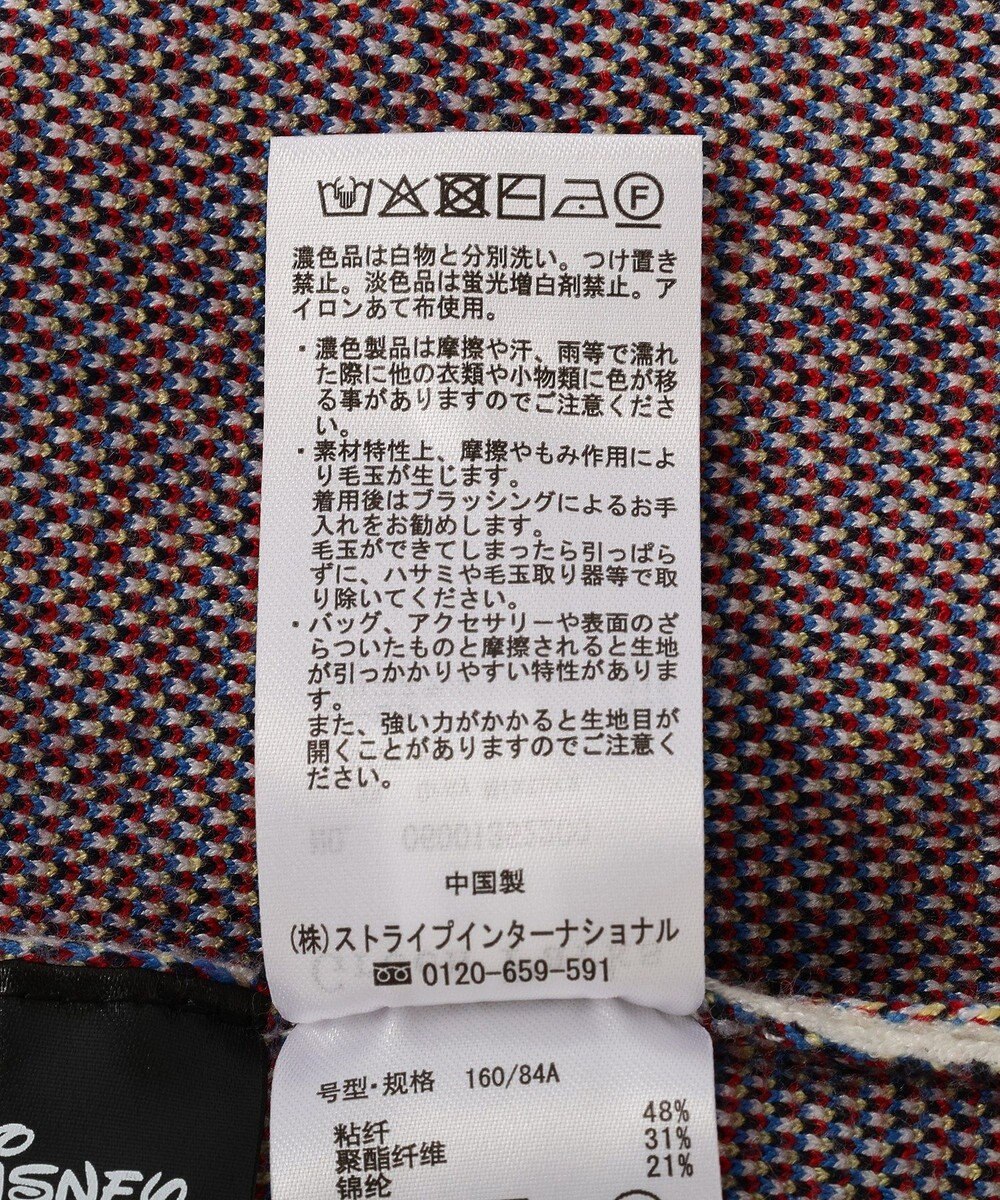 F
濃色品は白物と分別洗い。つけ置き
禁止。淡色品は蛍光増白剤禁止。ア
イロンあて布使用。
・濃色製品は摩擦や汗、雨等で濡れ
た際に他の衣類や小物類に色が移
る事がありますのでご注意くださ
い。
・素材特性上、摩擦やもみ作用によ
り毛玉が生じます。
着用後はブラッシングによるお手
入れをお勧めします。
毛玉ができてしまったら引っぱら
ずに、ハサミや毛玉取り器等で取
り除いてください。
・バッグ、アクセサリーや表面のざ
らついたものと摩擦されると生地
が引っかかりやすい特性がありま
す。
また、強い力がかかると生地目が
開くことがありますのでご注意く
ださい。
中国製
(株)ストライプインターナショナル
0120-659-591
号型·规格 160/84A
粘纤 48%
聚酯纤维 31%
锦纶 21%
DISNEY